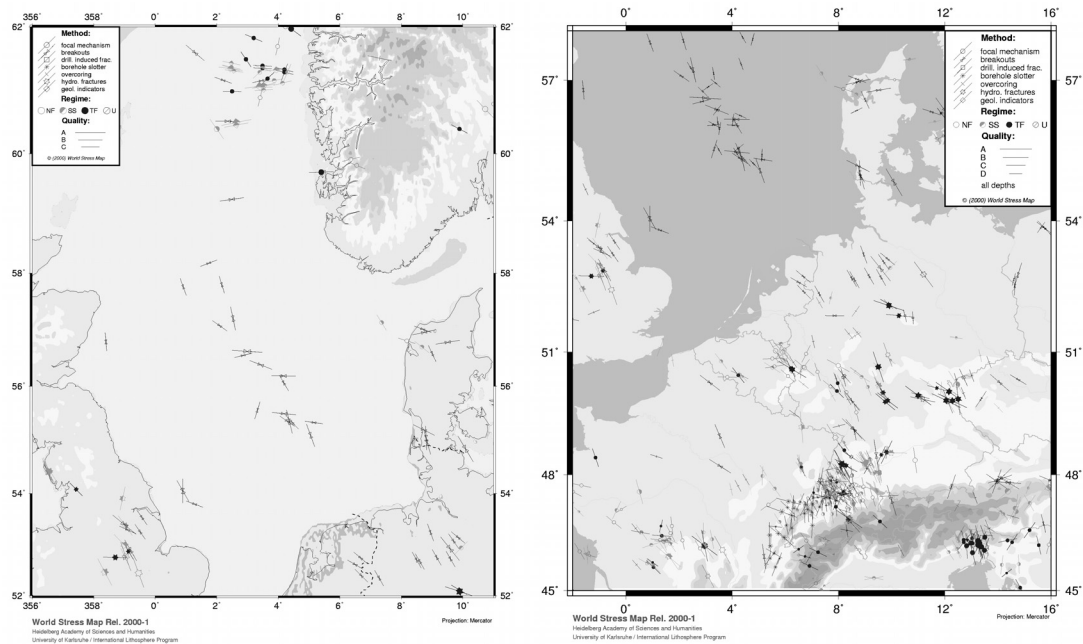 356˚ 358˚ 0˚ 2˚ 4˚ 6˚ 8˚ 10˚
62˚ 62˚
Method:
focal mechanism
breakouts
drill. induced frac.
borehole slotter
overcoring
hydro. fractures
geol. indicators
Regime:
NF SS TF U
Quality:
A
B
C
© (2000) World Stress Map
60˚ 60˚
58˚ 58˚
56˚ 56˚
54˚ 54˚
52˚ 52˚
356˚ 358˚ 0˚ 2˚ 4˚ 6˚ 8˚ 10˚
World Stress Map Rel. 2000-1
Projection: Mercator
Heidelberg Academy of Sciences and Humanities
University of Karlsruhe / International Lithosphere Program
0˚ 4˚ 8˚ 12˚ 16˚
Method:
focal mechanism
breakouts
drill. induced frac.
borehole slotter
overcoring
hydro. fractures
geol. indicators
Regime:
NF SS TF U
Quality:
A
B
C
D
all depths
© (2000) World Stress Map
57˚ 57˚
54˚ 54˚
51˚ 51˚
48˚ 48˚
45˚ 45˚
0˚ 4˚ 8˚ 12˚ 16˚
World Stress Map Rel. 2000-1
Projection: Mercator
Heidelberg Academy of Sciences and Humanities
University of Karlsruhe / International Lithosphere Program